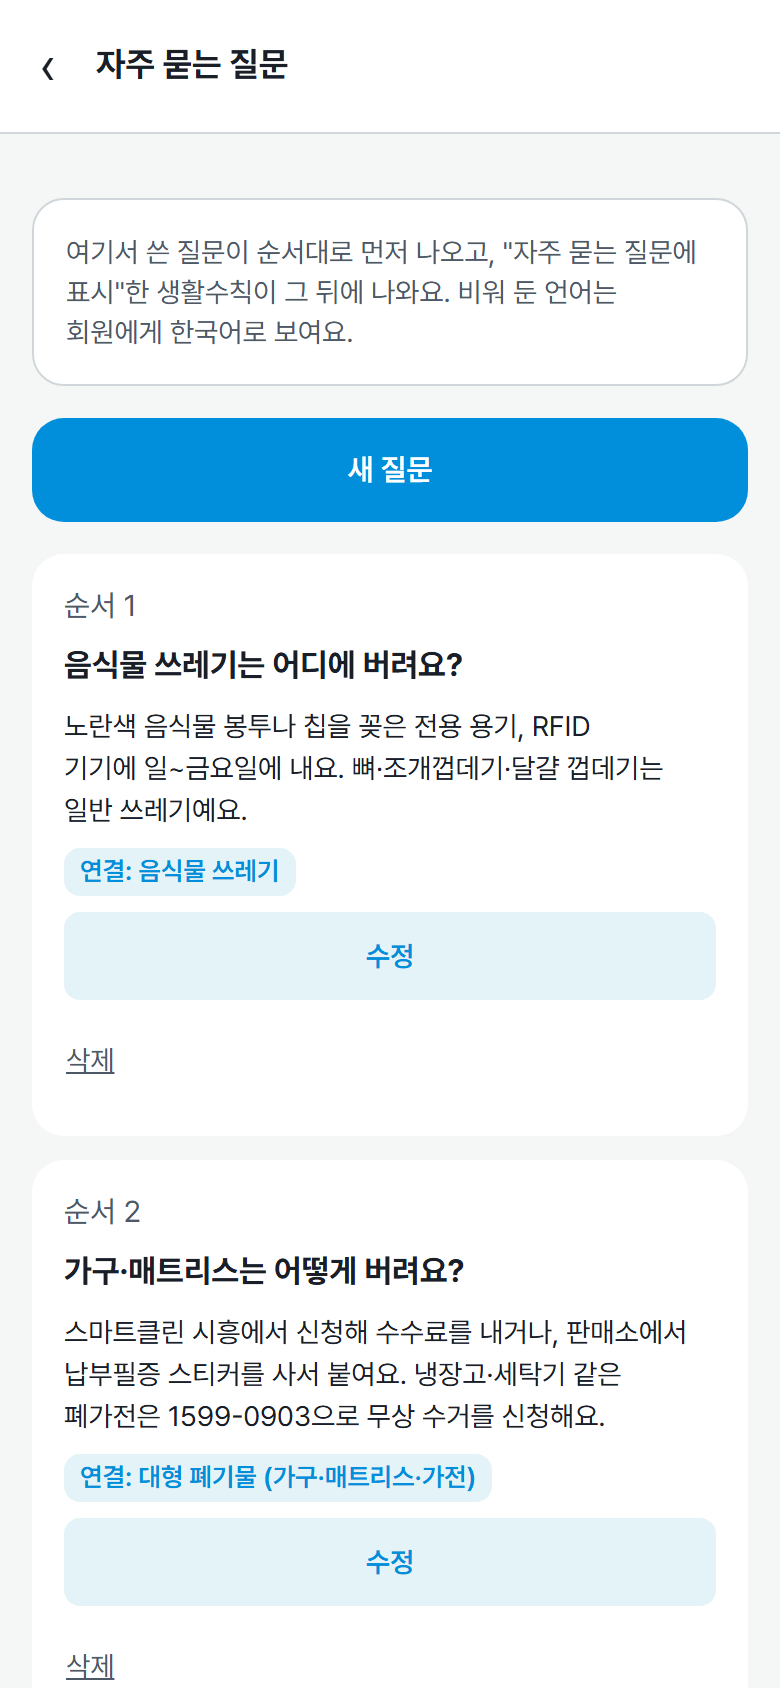 ‹ 자주 묻는 질문
여기서 쓴 질문이 순서대로 먼저 나오고, "자주 묻는 질문에
표시"한 생활수칙이 그 뒤에 나와요. 비워 둔 언어는
회원에게 한국어로 보여요.
새 질문
순서 1
음식물 쓰레기는 어디에 버려요?
노란색 음식물 봉투나 칩을 꽂은 전용 용기, RFID
기기에 일~금요일에 내요. 뼈·조개껍데기·달걀 껍데기는
일반 쓰레기예요.
연결: 음식물 쓰레기
수정
삭제
순서 2
가구·매트리스는 어떻게 버려요?
스마트클린 시흥에서 신청해 수수료를 내거나, 판매소에서
납부필증 스티커를 사서 붙여요. 냉장고·세탁기 같은
폐가전은 1599-0903으로 무상 수거를 신청해요.
연결: 대형 폐기물 (가구·매트리스·가전)
수정
삭제